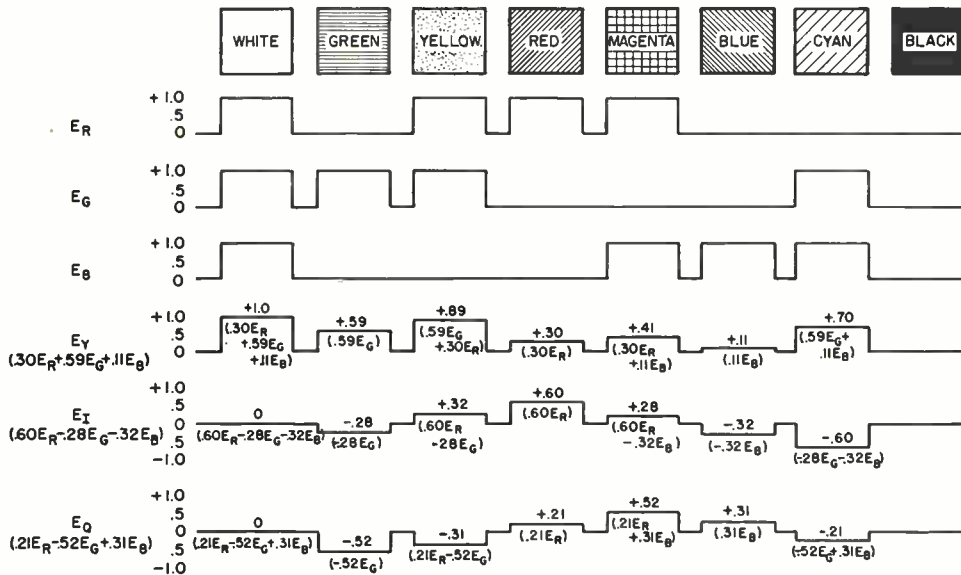 WHITE GREEN YELLOW RED MAGENTA BLUE CYAN BLACK
+1.0
.5
0
E_R
+1.0
.5
0
E_G
+1.0
.5
0
E_B
+1.0 +.59 +.89 +.30 +.41 +.11 +.70
+1.0
.5
0
E_Y
(.30E_R+.59E_G+.11E_B)
(.30E_R
+.59E_G
+.11E_B)
(.59E_G)
(.59E_G
+.30E_R)
(.30E_R)
(.30E_R
+.11E_B)
(.11E_B)
(.59E_G+
.11E_B)
0 -.28 +.32 +.60 +.28 -.32 -.60
+1.0
.5
0
.5
-1.0
E_I
(.60E_R-.28E_G-.32E_B)
(.60E_R-.28E_G-.32E_B)
(-.28E_G)
(.60E_R
-.28E_G)
(.60E_R)
(.60E_R
-.32E_B)
(-.32E_B)
(-.28E_G-.32E_B)
0 -.52 -.31 +.21 +.52 +.31 -.21
+1.0
.5
0
.5
-1.0
E_Q
(.21E_R-.52E_G+.31E_B)
(.21E_R-.52E_G+.31E_B)
(-.52E_G)
(.21E_R-.52E_G)
(.21E_R)
(.21E_R
+.31E_B)
(.31E_B)
(-.52E_G+.31E_B)